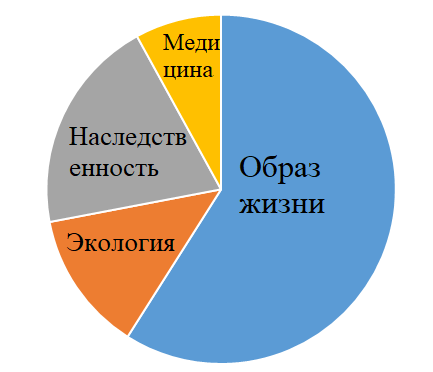 Меди
цина
Наследств
енность
Образ
жизни
Экология